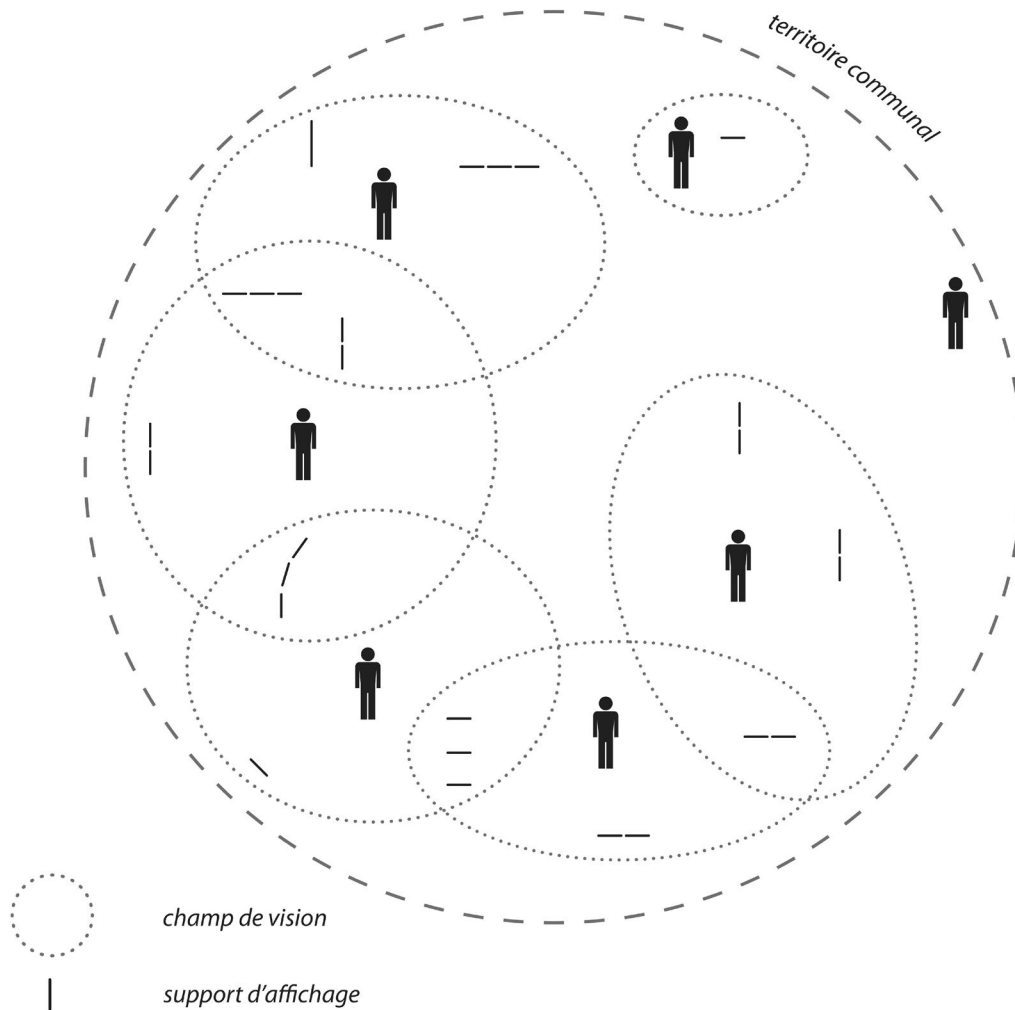 territoire communal
champ de vision
support d'affichage